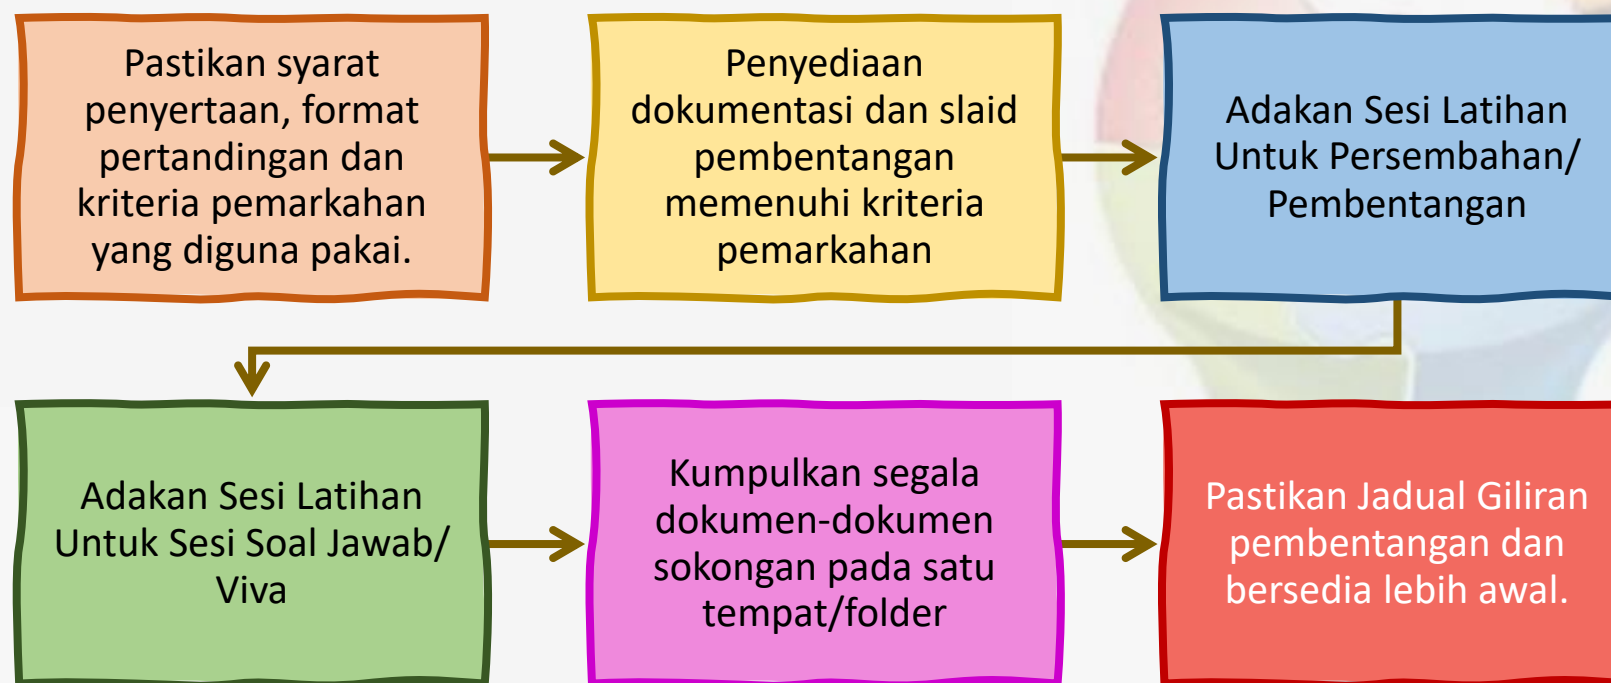 Pastikan syarat
penyertaan, format
pertandingan dan
kriteria pemarkahan
yang diguna pakai.
Penyediaan
dokumentasi dan slaid
pembentangan
memenuhi kriteria
pemarkahan
Adakan Sesi Latihan
Untuk Persembahan/
Pembentangan
Adakan Sesi Latihan
Untuk Sesi Soal Jawab/
Viva
Kumpulkan segala
dokumen-dokumen
sokongan pada satu
tempat/folder
Pastikan Jadual Giliran
pembentangan dan
bersedia lebih awal.